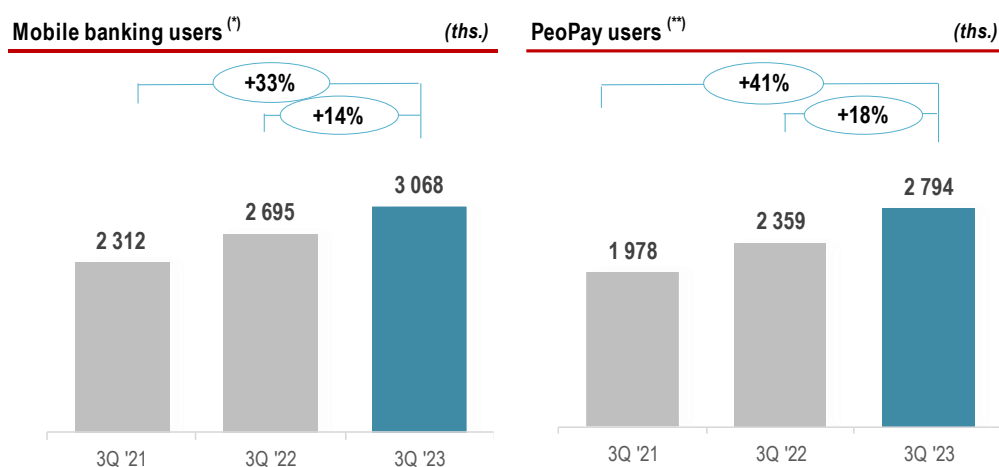 Mobile banking users (*) (ths.)
+33%
+14%
2 312
2 695
3 068
3Q '21
3Q '22
3Q '23
PeoPay users (**) (ths.)
+41%
+18%
1 978
2 359
2 794
3Q '21
3Q '22
3Q '23